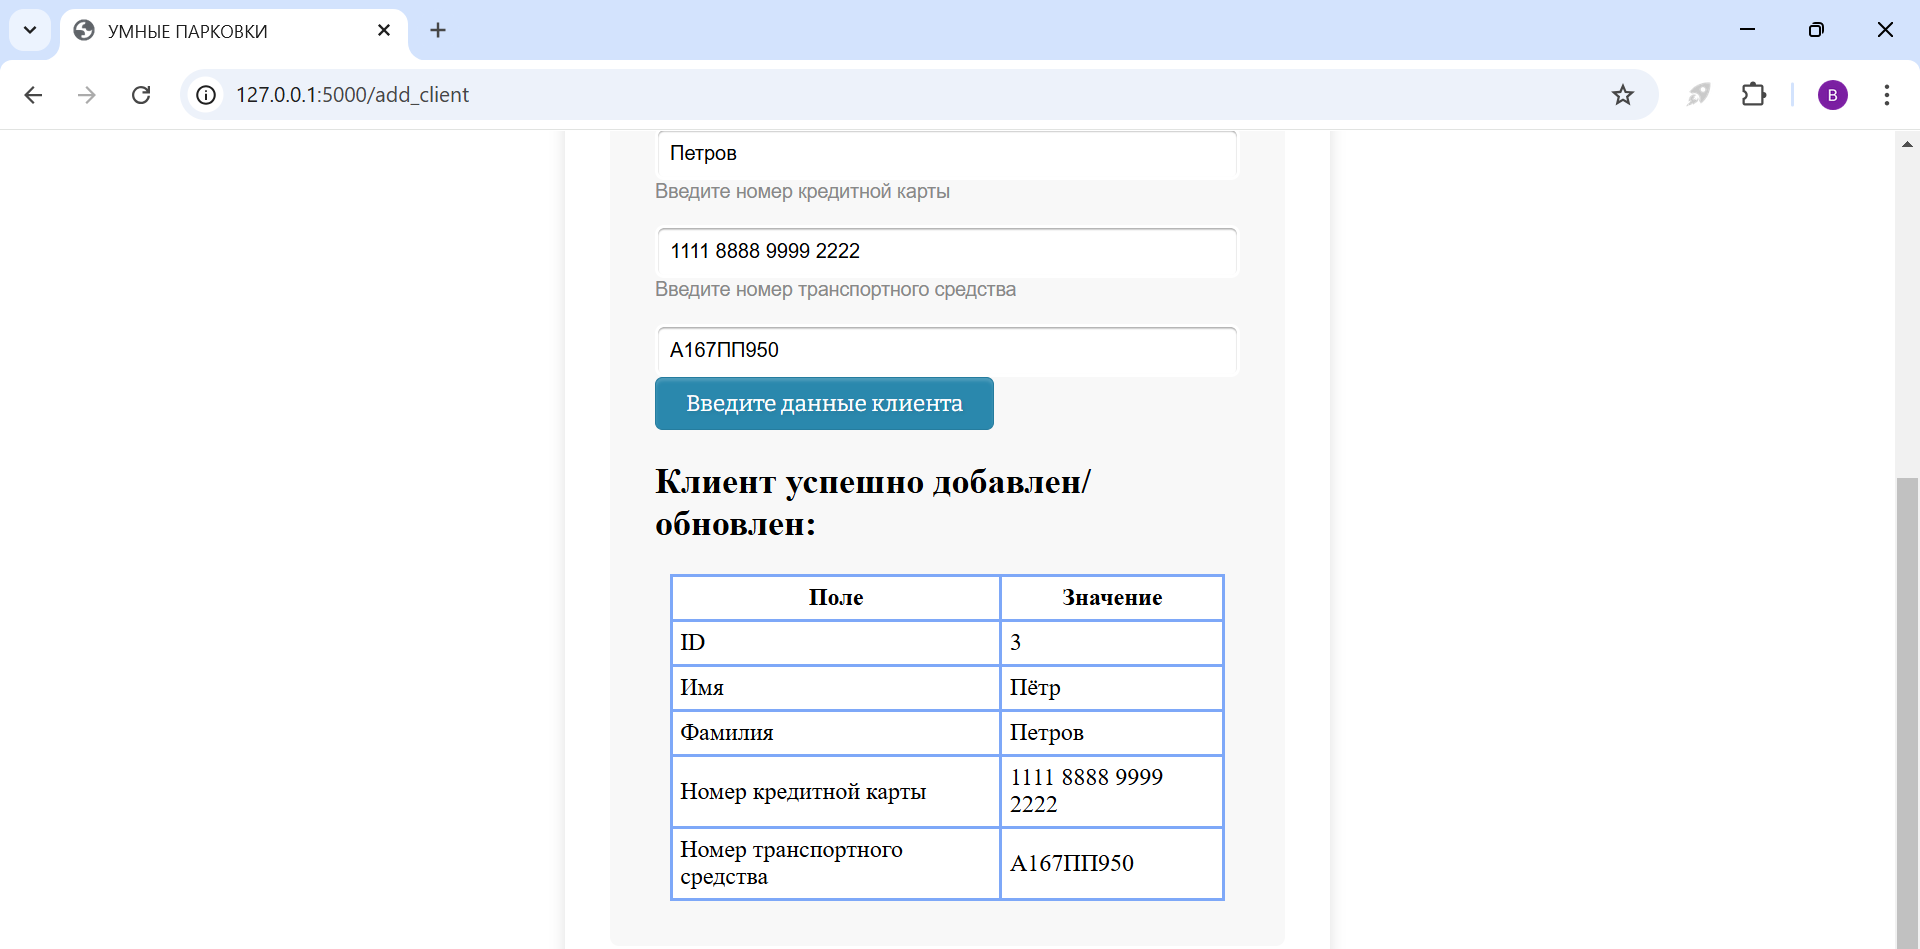 УМНЫЕ ПАРКОВКИ
127.0.0.1:5000/add_client
B
Петров
Введите номер кредитной карты
1111 8888 9999 2222
Введите номер транспортного средства
А167ПП950
Введите данные клиента
Клиент успешно добавлен/
обновлен:
Поле Значение
ID 3
Имя Пётр
Фамилия Петров
Номер кредитной карты 1111 8888 9999
2222
Номер транспортного
средства А167ПП950